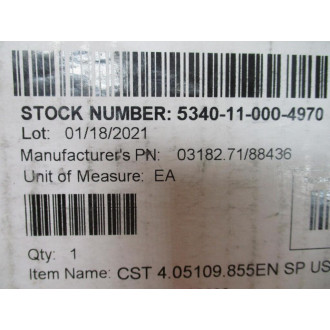 STOCK NUMBER: 5340-11-000-4970
Lot: 01/18/2021
Manufacturer's PN: 03182.71/88436
Unit of Measure: EA
Qty: 1
Item Name: CST 4.05109.855EN SP US